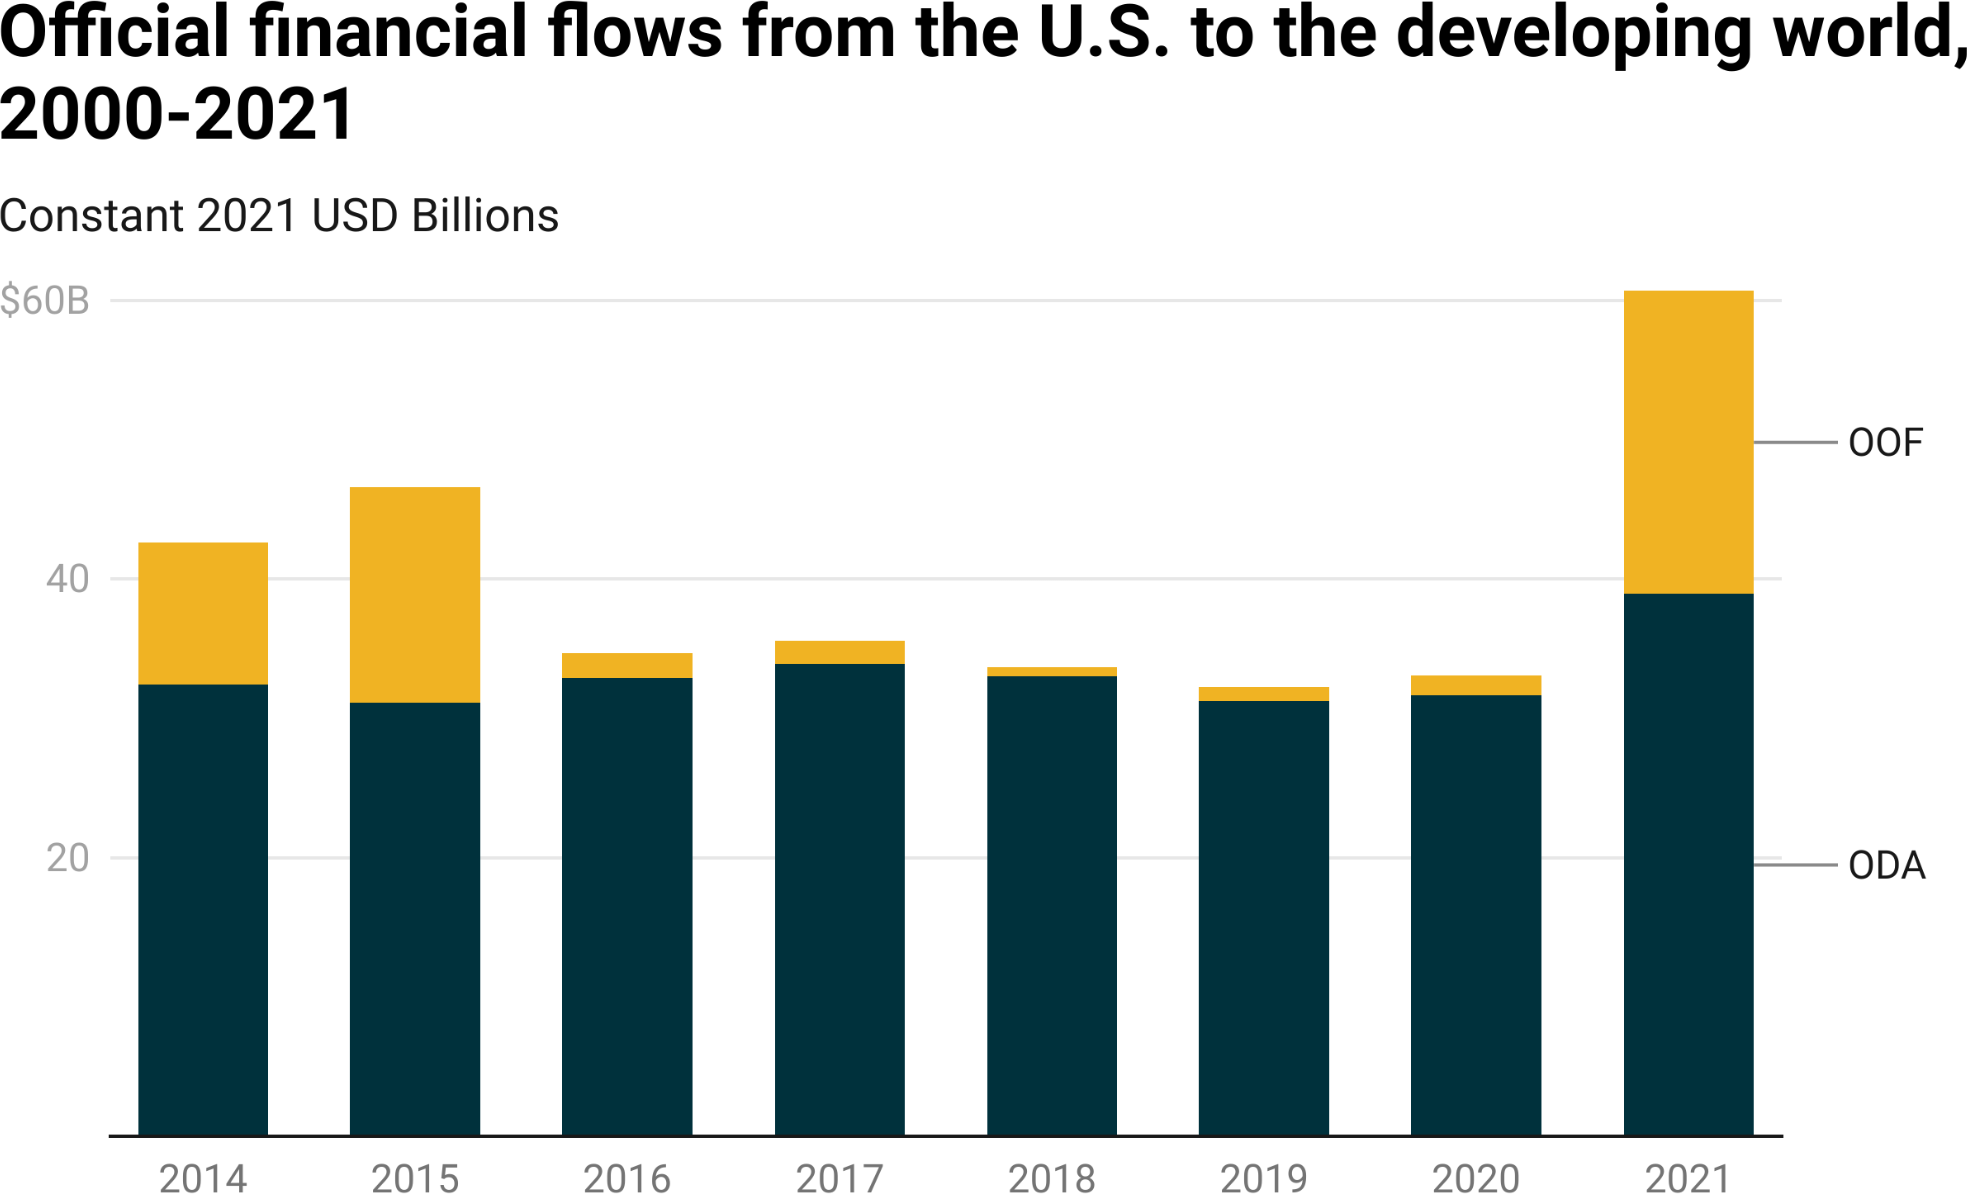 Official financial flows from the U.S. to the developing world,
2000-2021
Constant 2021 USD Billions
$60B
OOF
40
20
ODA
2014 2015 2016 2017 2018 2019 2020 2021